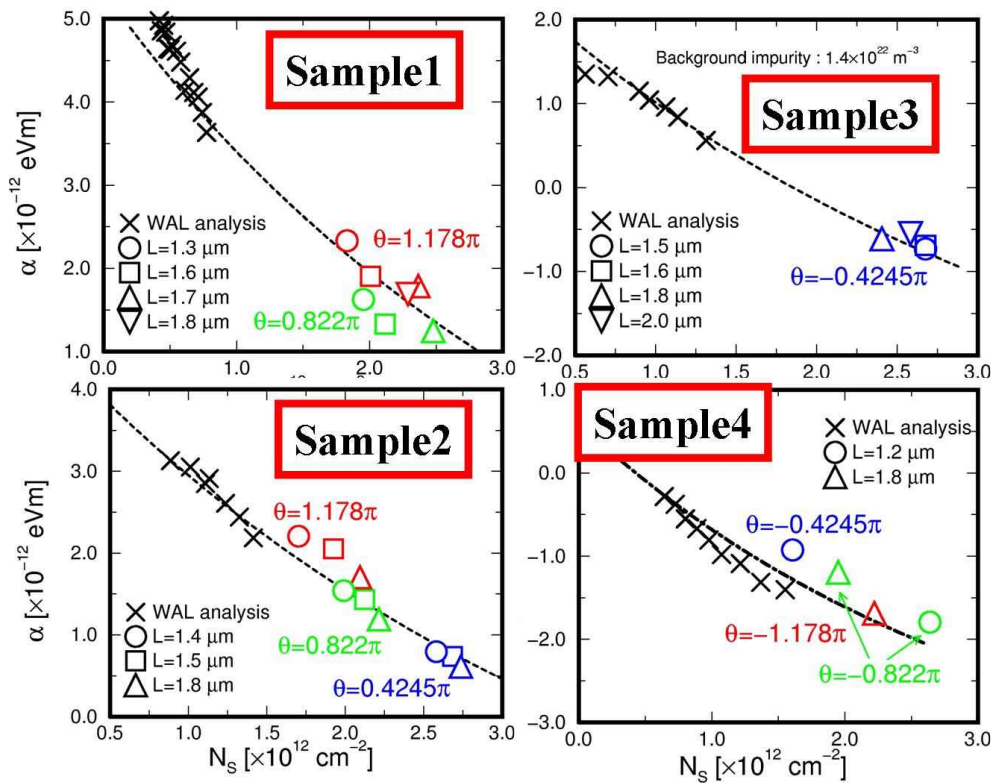 5.0
4.0
3.0
2.0
1.0
α [×10⁻¹² eVm]
Sample1
× WAL analysis
○ L=1.3 μm
□ L=1.6 μm
△ L=1.7 μm
▽ L=1.8 μm
θ=1.178π
θ=0.822π
0.0 1.0 2.0 3.0
2.0
1.0
0.0
−1.0
−2.0
Background impurity : 1.4×10²² m⁻³
Sample3
× WAL analysis
○ L=1.5 μm
□ L=1.6 μm
△ L=1.8 μm
▽ L=2.0 μm
θ=−0.4245π
0.5 1.0 1.5 2.0 2.5 3.0
4.0
3.0
2.0
1.0
0.0
α [×10⁻¹² eVm]
Sample2
θ=1.178π
θ=0.822π
θ=0.4245π
× WAL analysis
○ L=1.4 μm
□ L=1.5 μm
△ L=1.8 μm
0.5 1.0 1.5 2.0 2.5 3.0
N_S [×10¹² cm⁻²]
1.0
0.0
−1.0
−2.0
−3.0
Sample4
× WAL analysis
○ L=1.2 μm
△ L=1.8 μm
θ=−0.4245π
θ=−1.178π
θ=−0.822π
0.0 1.0 2.0 3.0
N_S [×10¹² cm⁻²]